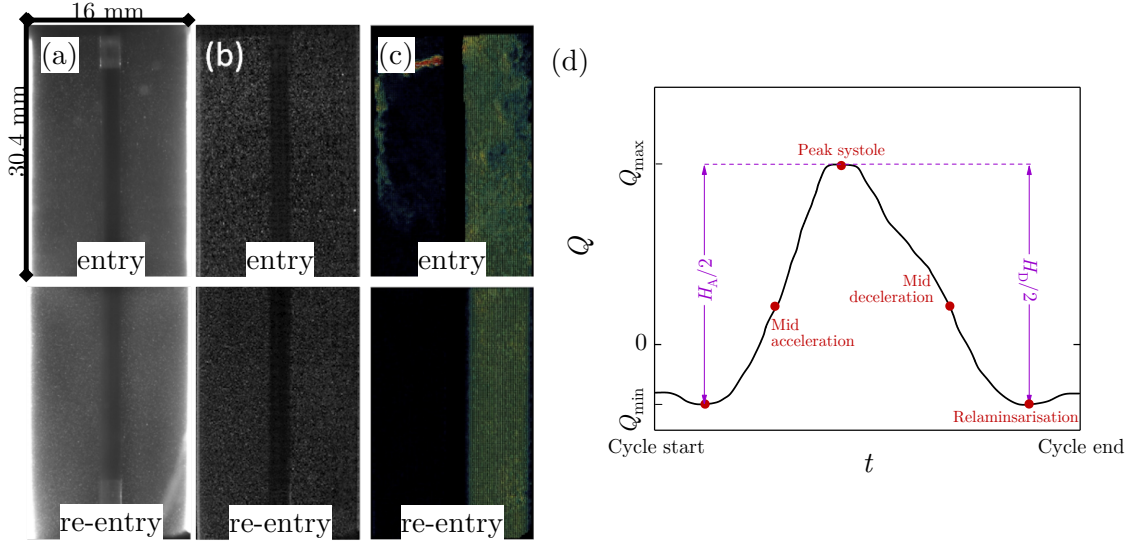 16 mm
30.4 mm
(a)
(b)
(c)
entry
entry
entry
re-entry
re-entry
re-entry
(d)
Q
Q_max
0
Q_min
Peak systole
H_A/2
H_D/2
Mid
deceleration
Mid
acceleration
Relaminsarisation
Cycle start
Cycle end
t